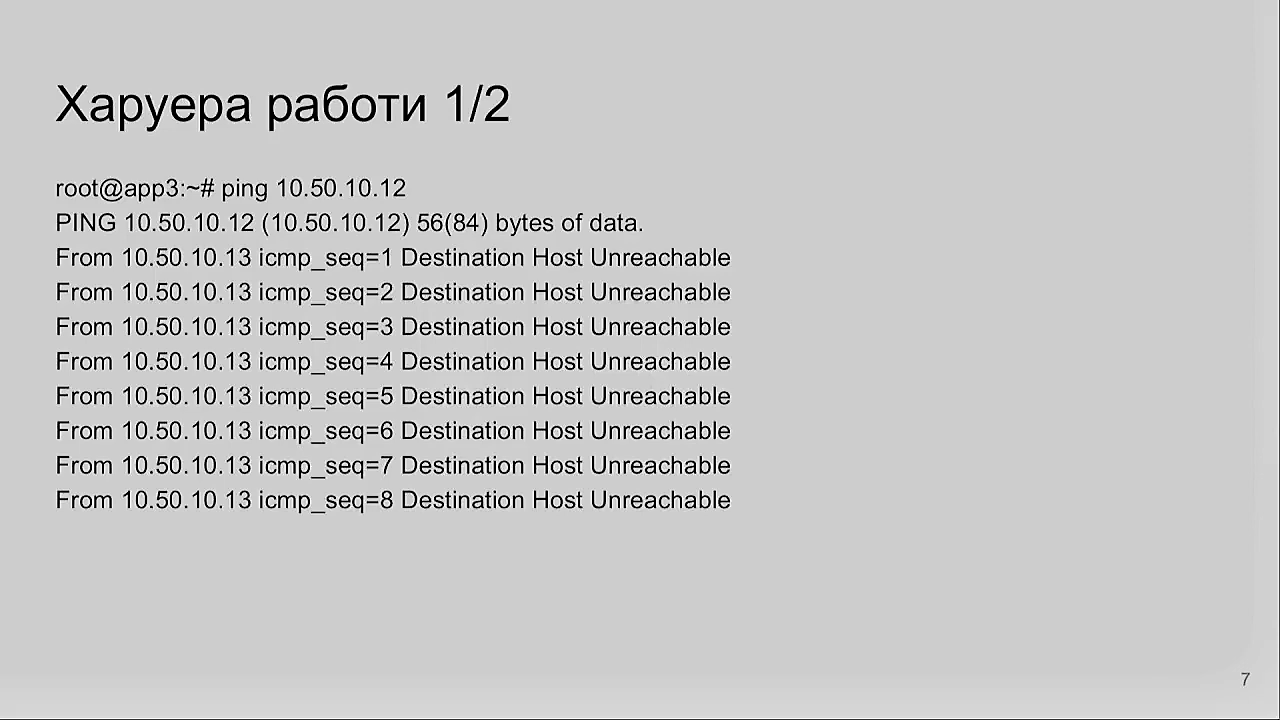 Харуера работи 1/2
root@app3:~# ping 10.50.10.12
PING 10.50.10.12 (10.50.10.12) 56(84) bytes of data.
From 10.50.10.13 icmp_seq=1 Destination Host Unreachable
From 10.50.10.13 icmp_seq=2 Destination Host Unreachable
From 10.50.10.13 icmp_seq=3 Destination Host Unreachable
From 10.50.10.13 icmp_seq=4 Destination Host Unreachable
From 10.50.10.13 icmp_seq=5 Destination Host Unreachable
From 10.50.10.13 icmp_seq=6 Destination Host Unreachable
From 10.50.10.13 icmp_seq=7 Destination Host Unreachable
From 10.50.10.13 icmp_seq=8 Destination Host Unreachable
7